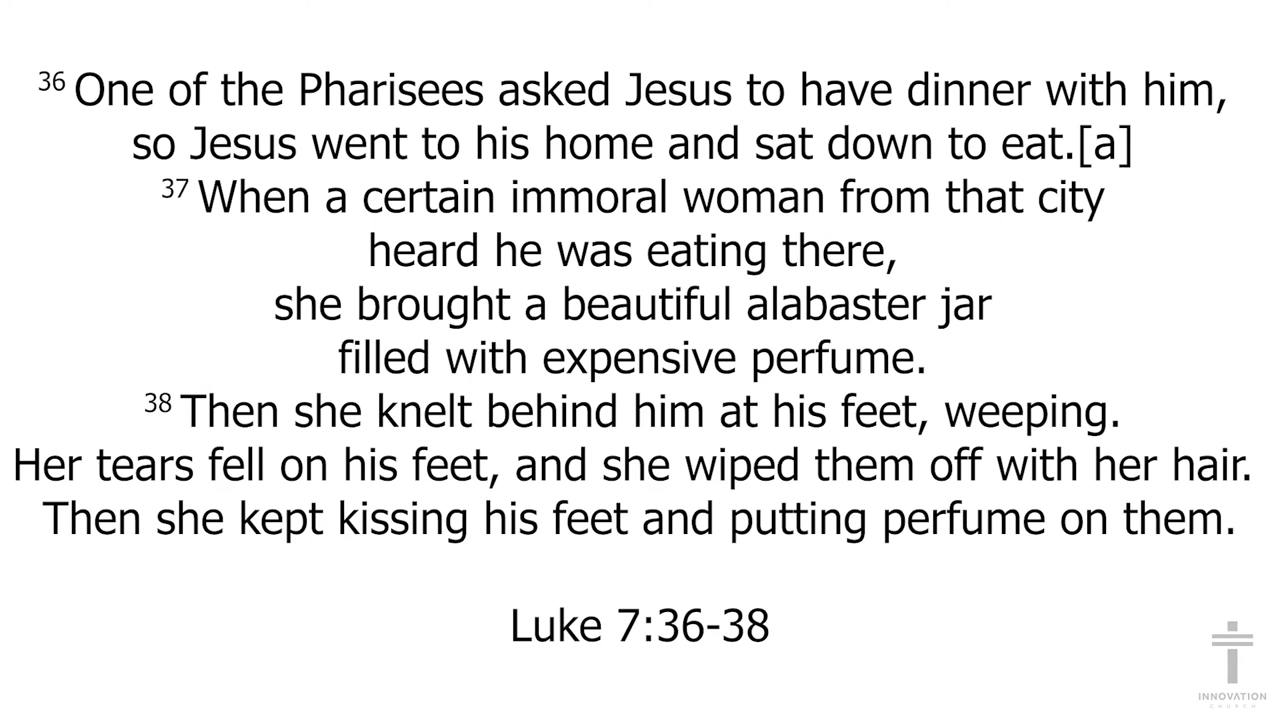 36 One of the Pharisees asked Jesus to have dinner with him,
so Jesus went to his home and sat down to eat.[a]
37 When a certain immoral woman from that city
heard he was eating there,
she brought a beautiful alabaster jar
filled with expensive perfume.
38 Then she knelt behind him at his feet, weeping.
Her tears fell on his feet, and she wiped them off with her hair.
Then she kept kissing his feet and putting perfume on them.
Luke 7:36-38
INNOVATION
CHURCH